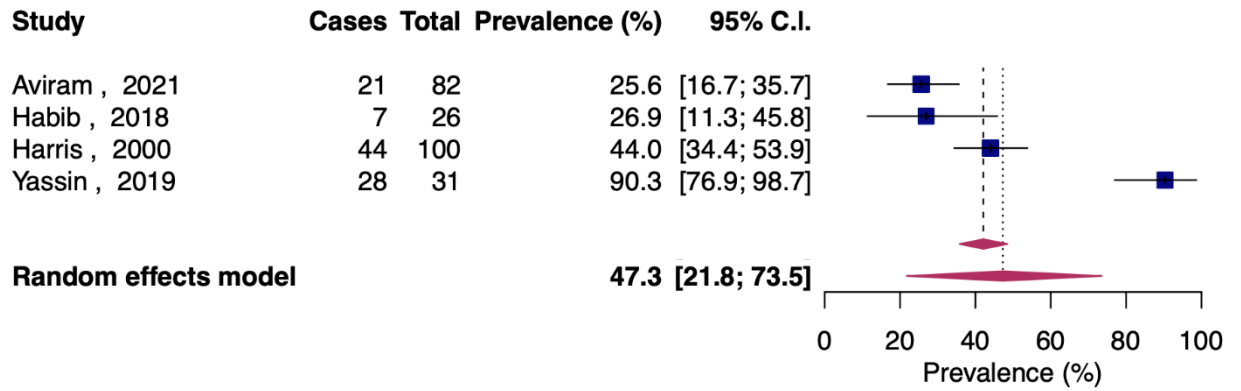 Study Cases Total Prevalence (%) 95% C.I.
Aviram , 2021 21 82 25.6 [16.7; 35.7]
Habib , 2018 7 26 26.9 [11.3; 45.8]
Harris , 2000 44 100 44.0 [34.4; 53.9]
Yassin , 2019 28 31 90.3 [76.9; 98.7]
Random effects model 47.3 [21.8; 73.5]
0 20 40 60 80 100
Prevalence (%)